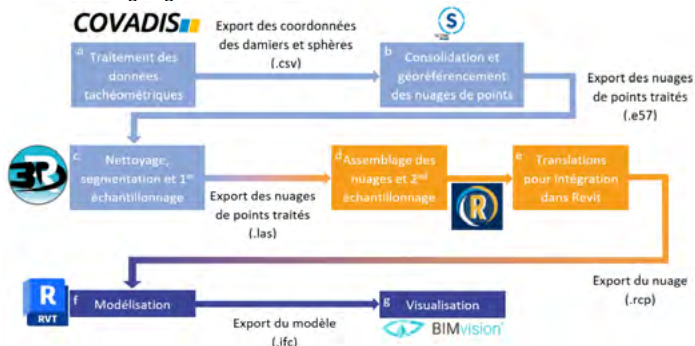 COVADIS
Export des coordonnées
des damiers et sphères
(.csv)
S
a
Traitement des
données
tachéométriques
b
Consolidation et
géoréférencement
des nuages de points
Export des nuages
de points traités
(.e57)
3DR
c
Nettoyage,
segmentation et 1er
échantillonnage
Export des nuages
de points traités
(.las)
d
Assemblage des
nuages et 2nd
échantillonnage
R
e
Translations
pour intégration
dans Revit
Export du nuage
(.rcp)
R
RVT
f
Modélisation
Export du modèle
(.ifc)
g
Visualisation
BIMvision